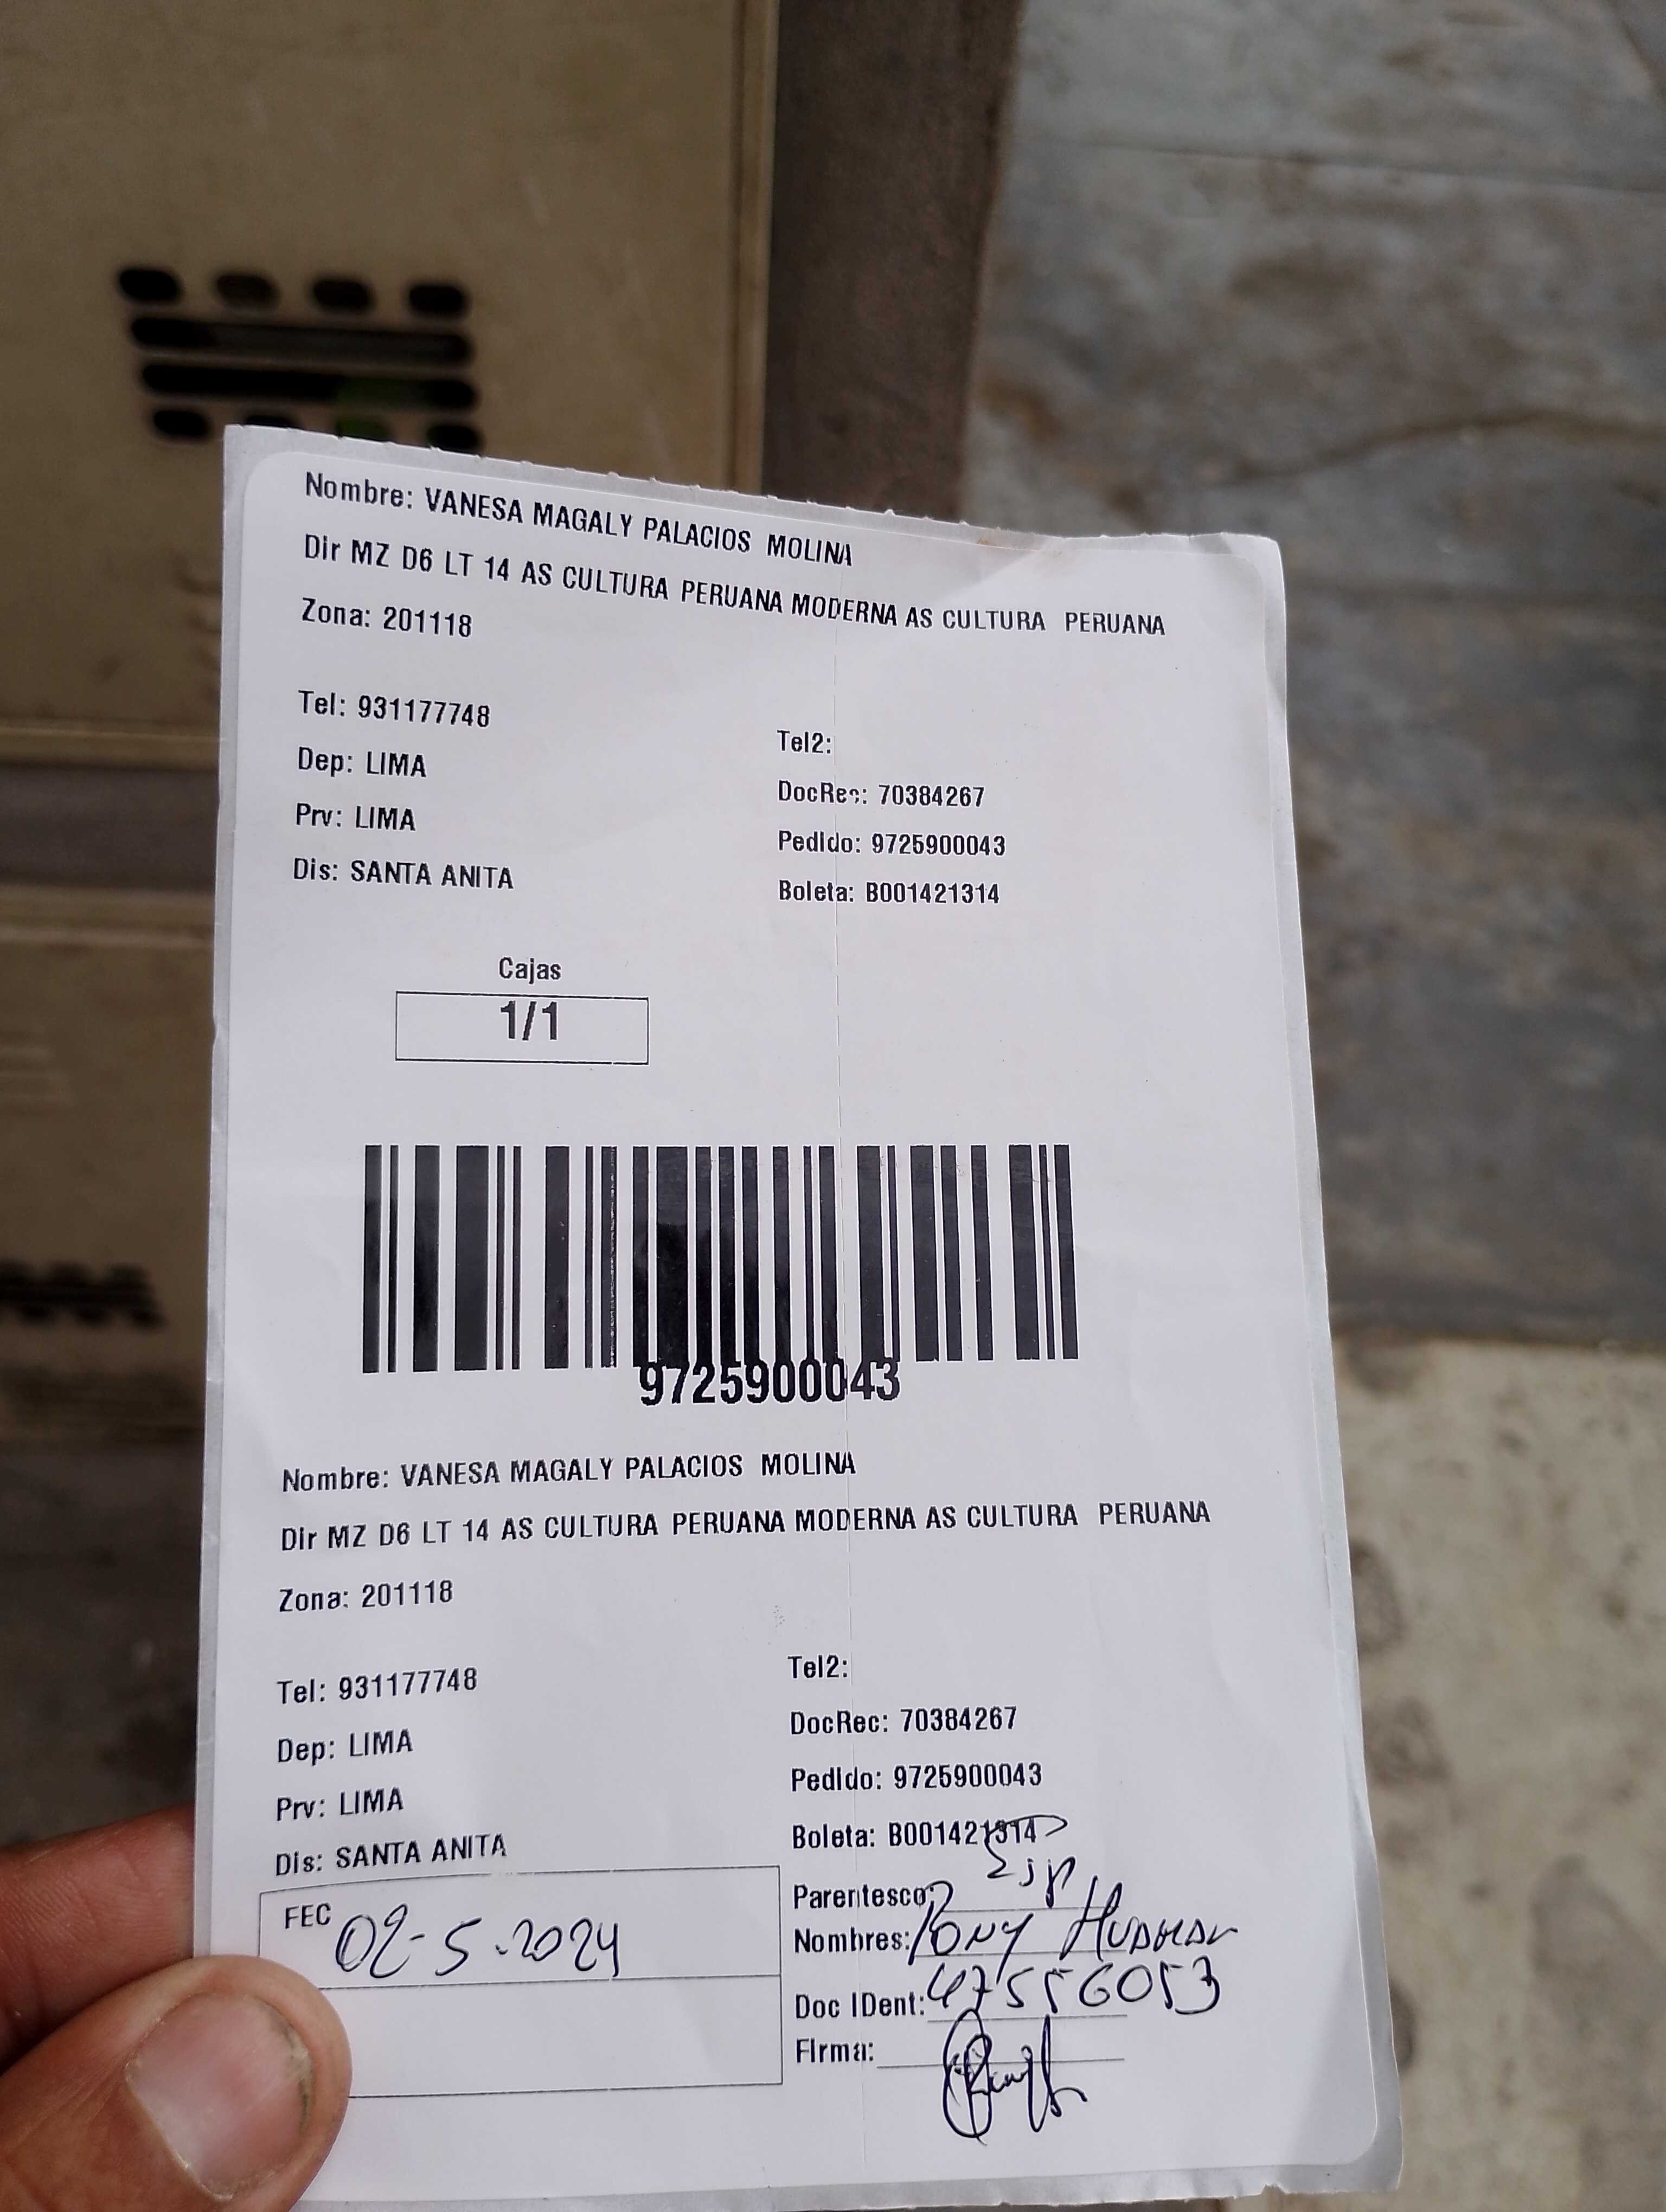 Nombre: VANESA MAGALY PALACIOS MOLINA
Dir MZ D6 LT 14 AS CULTURA PERUANA MODERNA AS CULTURA PERUANA
Zona: 201118
Tel: 931177748
Tel2:
Dep: LIMA
DocRec: 70384267
Prv: LIMA
Pedido: 9725900043
Dis: SANTA ANITA
Boleta: B001421314
Cajas
1/1
9725900043
Nombre: VANESA MAGALY PALACIOS MOLINA
Dir MZ D6 LT 14 AS CULTURA PERUANA MODERNA AS CULTURA PERUANA
Zona: 201118
Tel: 931177748
Tel2:
Dep: LIMA
DocRec: 70384267
Prv: LIMA
Pedido: 9725900043
Dis: SANTA ANITA
Boleta: B001421314
FEC 02-5-2024
Parentesco:
Nombres:
Doc IDent: 47556053
Firma: